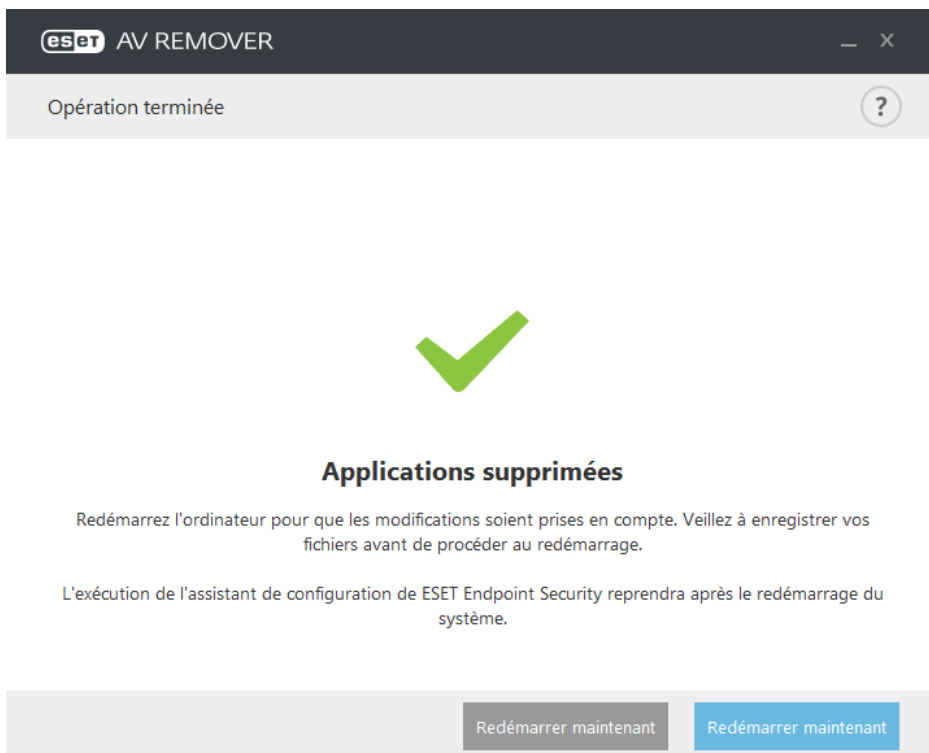 eset AV REMOVER
Opération terminée
?
Applications supprimées
Redémarrez l'ordinateur pour que les modifications soient prises en compte. Veillez à enregistrer vos
fichiers avant de procéder au redémarrage.
L'exécution de l'assistant de configuration de ESET Endpoint Security reprendra après le redémarrage du
système.
Redémarrer maintenant
Redémarrer maintenant